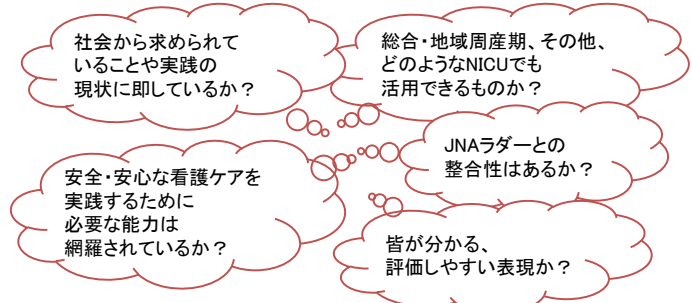 社会から求められて
いることや実践の
現状に即しているか？
総合・地域周産期、その他、
どのようなNICUでも
活用できるものか？
JNAラダーとの
整合性はあるか？
安全・安心な看護ケアを
実践するために
必要な能力は
網羅されているか？
皆が分かる、
評価しやすい表現か？